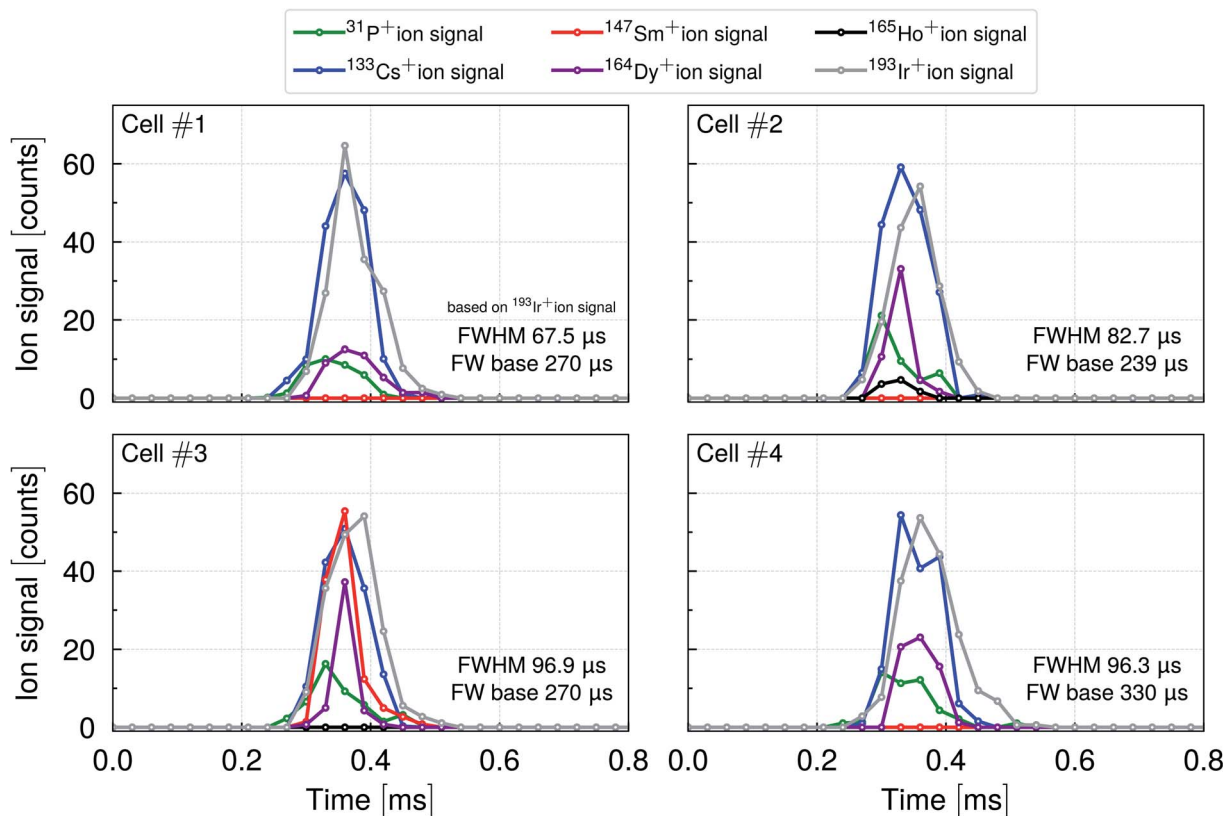 ³¹P⁺ion signal ¹⁴⁷Sm⁺ion signal ¹⁶⁵Ho⁺ion signal
¹³³Cs⁺ion signal ¹⁶⁴Dy⁺ion signal ¹⁹³Ir⁺ion signal
Cell #1
Ion signal [counts]
60
40
20
0
based on ¹⁹³Ir⁺ion signal
FWHM 67.5 µs
FW base 270 µs
Cell #2
FWHM 82.7 µs
FW base 239 µs
Cell #3
Ion signal [counts]
60
40
20
0
FWHM 96.9 µs
FW base 270 µs
0.0 0.2 0.4 0.6 0.8
Time [ms]
Cell #4
FWHM 96.3 µs
FW base 330 µs
0.0 0.2 0.4 0.6 0.8
Time [ms]